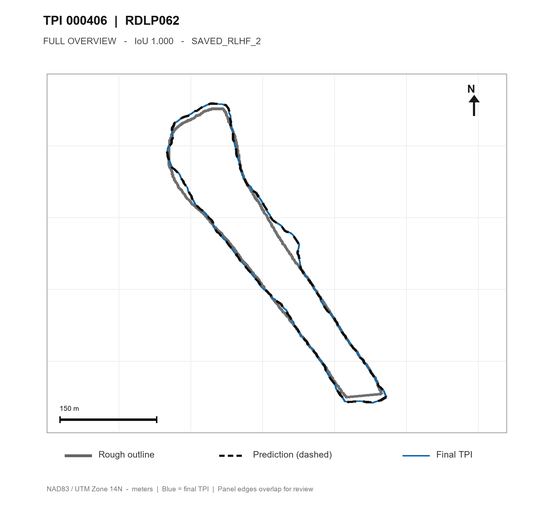 TPI 000406 | RDLP062
FULL OVERVIEW - IoU 1.000 - SAVED_RLHF_2
N
150 m
Rough outline Prediction (dashed) Final TPI
NAD83 / UTM Zone 14N - meters | Blue = final TPI | Panel edges overlap for review